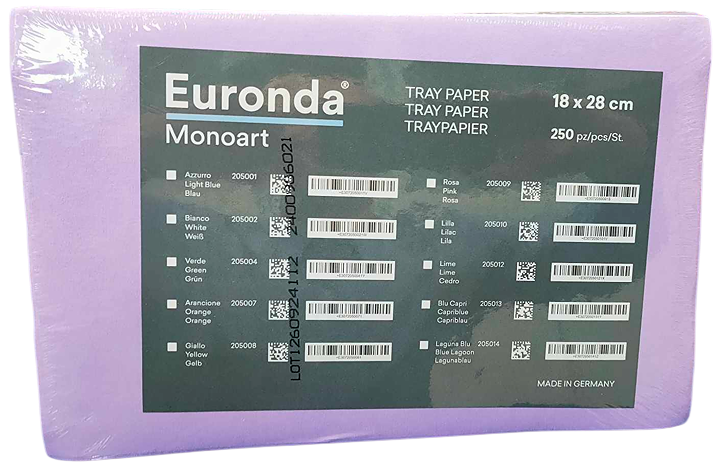 Euronda®
Monoart
TRAY PAPER
TRAY PAPER
TRAYPAPIER
18 x 28 cm
250 pz/pcs/St.
Azzurro 205001
Light Blue
Blau
Bianco 205002
White
Weiß
Verde 205004
Green
Grün
Arancione 205007
Orange
Orange
Giallo 205008
Yellow
Gelb
Rosa 205009
Pink
Rosa
Lilla 205010
Lilac
Lila
Lime 205012
Lime
Cedro
Blu Capri 205013
Capriblue
Capriblau
Laguna Blu 205014
Blue Lagoon
Lagunablau
MADE IN GERMANY